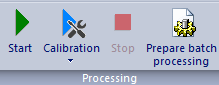 Start Calibration Stop Prepare batch
processing
Processing